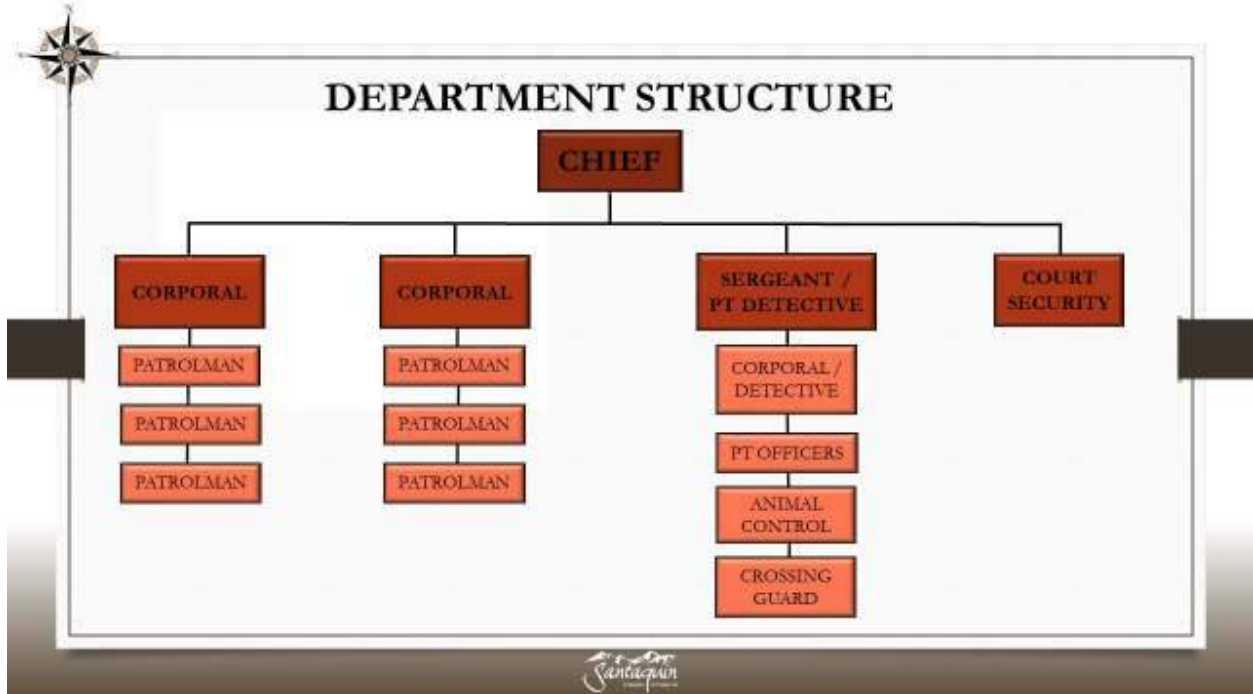 DEPARTMENT STRUCTURE
CHIEF
CORPORAL
PATROLMAN
PATROLMAN
PATROLMAN
CORPORAL
PATROLMAN
PATROLMAN
PATROLMAN
SERGEANT /
PT DETECTIVE
CORPORAL /
DETECTIVE
PT OFFICERS
ANIMAL
CONTROL
CROSSING
GUARD
COURT
SECURITY
Santaquin